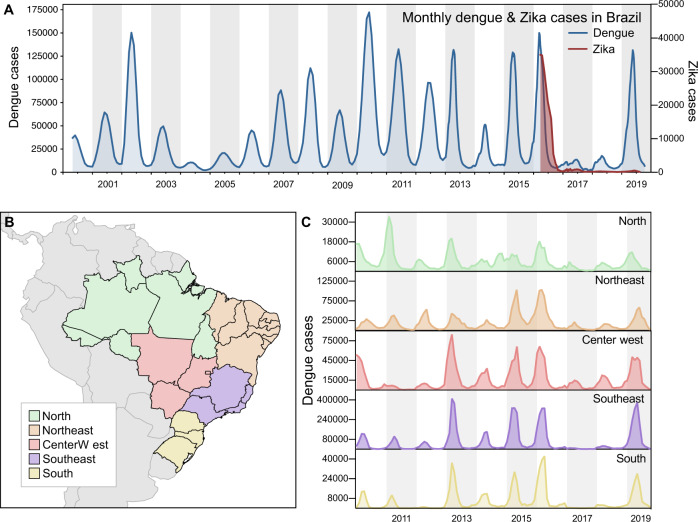 A
Monthly dengue & Zika cases in Brazil
Dengue
Zika
Dengue cases
175000
150000
125000
100000
75000
50000
25000
0
Zika cases
50000
40000
30000
20000
10000
0
2001 2003 2005 2007 2009 2011 2013 2015 2017 2019
B
North
Northeast
CenterW est
Southeast
South
C
Dengue cases
North
30000
18000
6000
Northeast
125000
75000
25000
Center west
75000
45000
15000
Southeast
400000
240000
80000
South
40000
24000
8000
2011 2013 2015 2017 2019